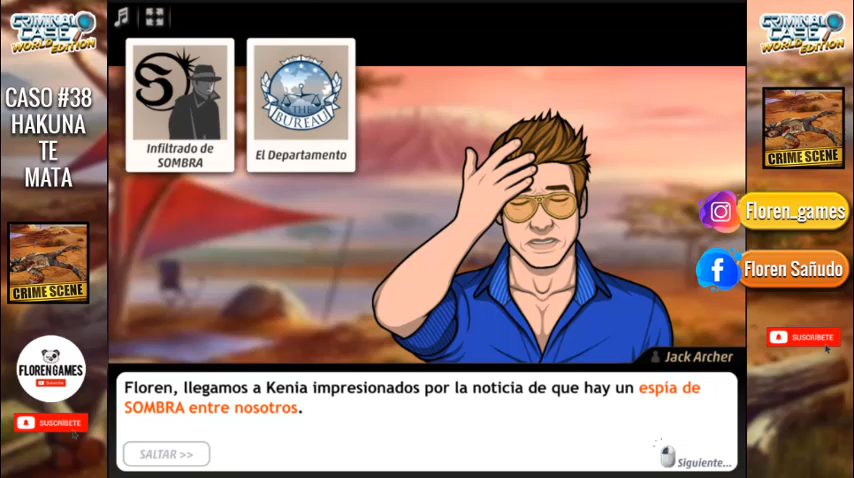 CRIMINAL
CASE
WORLD EDITION
CASO #38
HAKUNA
TE
MATA
CRIME SCENE
FLOREN GAMES
SUSCRÍBETE
S
Infiltrado de
SOMBRA
THE
BUREAU
El Departamento
Jack Archer
Floren, llegamos a Kenia impresionados por la noticia de que hay un espía de
SOMBRA entre nosotros.
SALTAR >>
Siguiente...
CRIMINAL
CASE
WORLD EDITION
CRIME SCENE
Floren_games
Floren Sañudo
SUSCRÍBETE